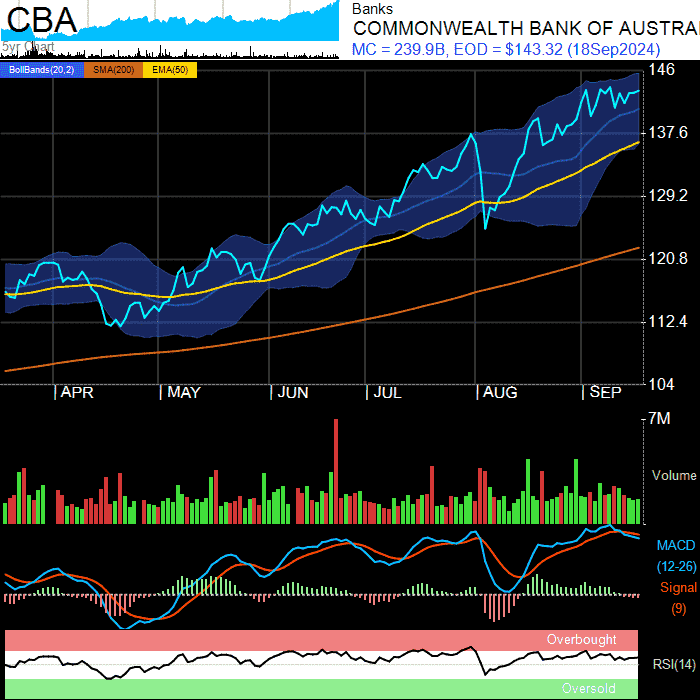 CBA
5yr Chart
Banks
COMMONWEALTH BANK OF AUSTRA
MC = 239.9B, EOD = $143.32 (18Sep2024)
BollBands(20,2) SMA(200) EMA(50)
146
137.6
129.2
120.8
112.4
104
APR MAY JUN JUL AUG SEP
7M
Volume
MACD
(12-26)
Signal
(9)
Overbought
RSI(14)
Oversold